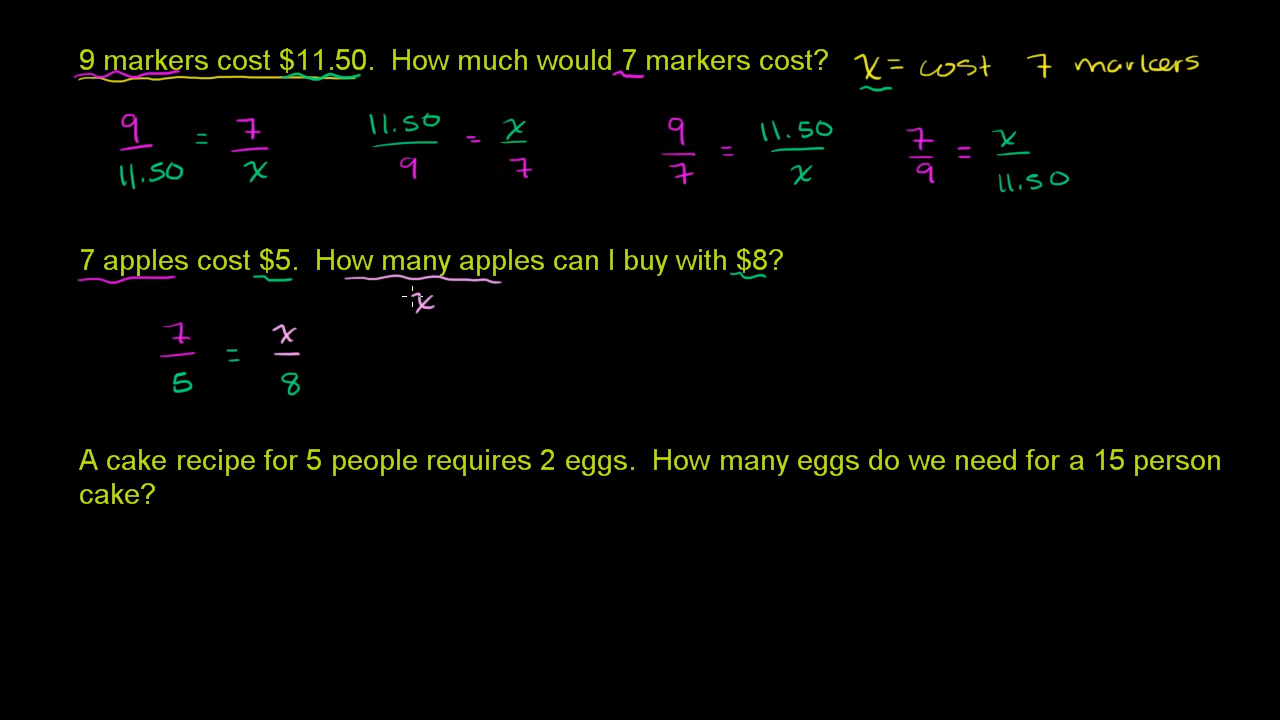 9 markers cost $11.50. How much would 7 markers cost? x = cost 7 markers
9/11.50 = 7/x 11.50/9 = x/7 9/7 = 11.50/x 7/9 = x/11.50
7 apples cost $5. How many apples can I buy with $8?
x
7/5 = x/8
A cake recipe for 5 people requires 2 eggs. How many eggs do we need for a 15 person
cake?